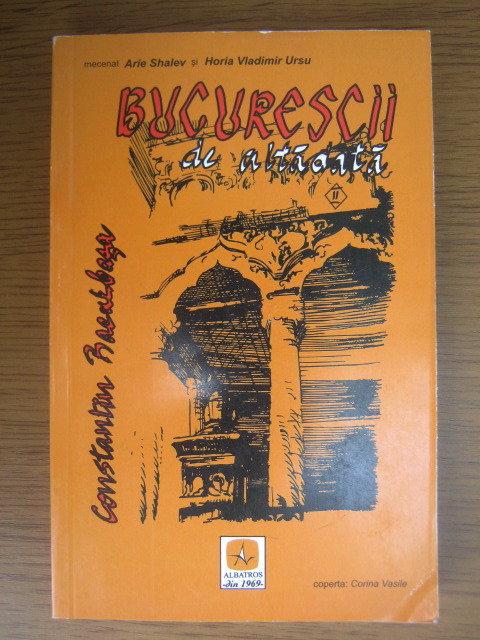 mecenat Arie Shalev și Horia Vladimir Ursu
BUCURESCII
de altădată
II
Constantin Bacalbașa
ALBATROS
-din 1969-
coperta: Corina Vasile